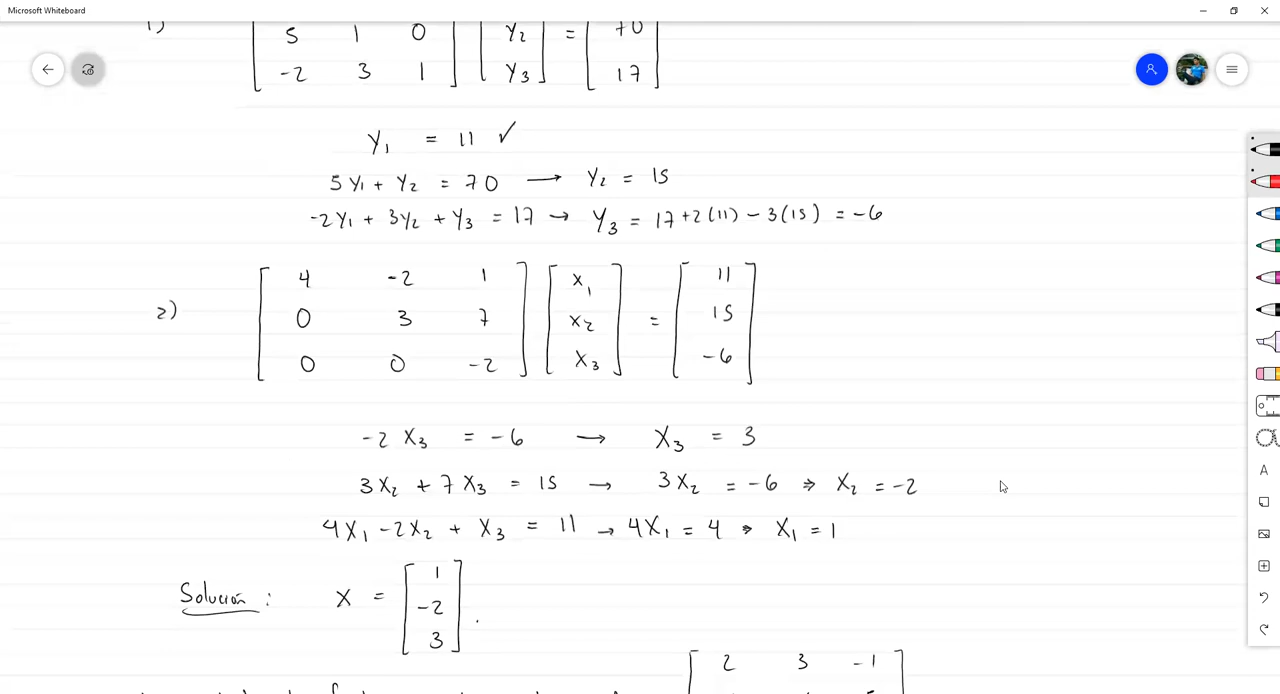 Microsoft Whiteboard
1)
5 1 0 Y2 = 70
-2 3 1 Y3 17
Y1 = 11 ✓
5Y1 + Y2 = 70 → Y2 = 15
-2Y1 + 3Y2 + Y3 = 17 → Y3 = 17+2(11) - 3(15) = -6
2)
4 -2 1 X1 11
0 3 7 X2 = 15
0 0 -2 X3 -6
-2 X3 = -6 → X3 = 3
3X2 + 7X3 = 15 → 3X2 = -6 ⇒ X2 = -2
4X1 - 2X2 + X3 = 11 → 4X1 = 4 ⇒ X1 = 1
Solución : X = 1
-2
3 .
2 3 -1
A